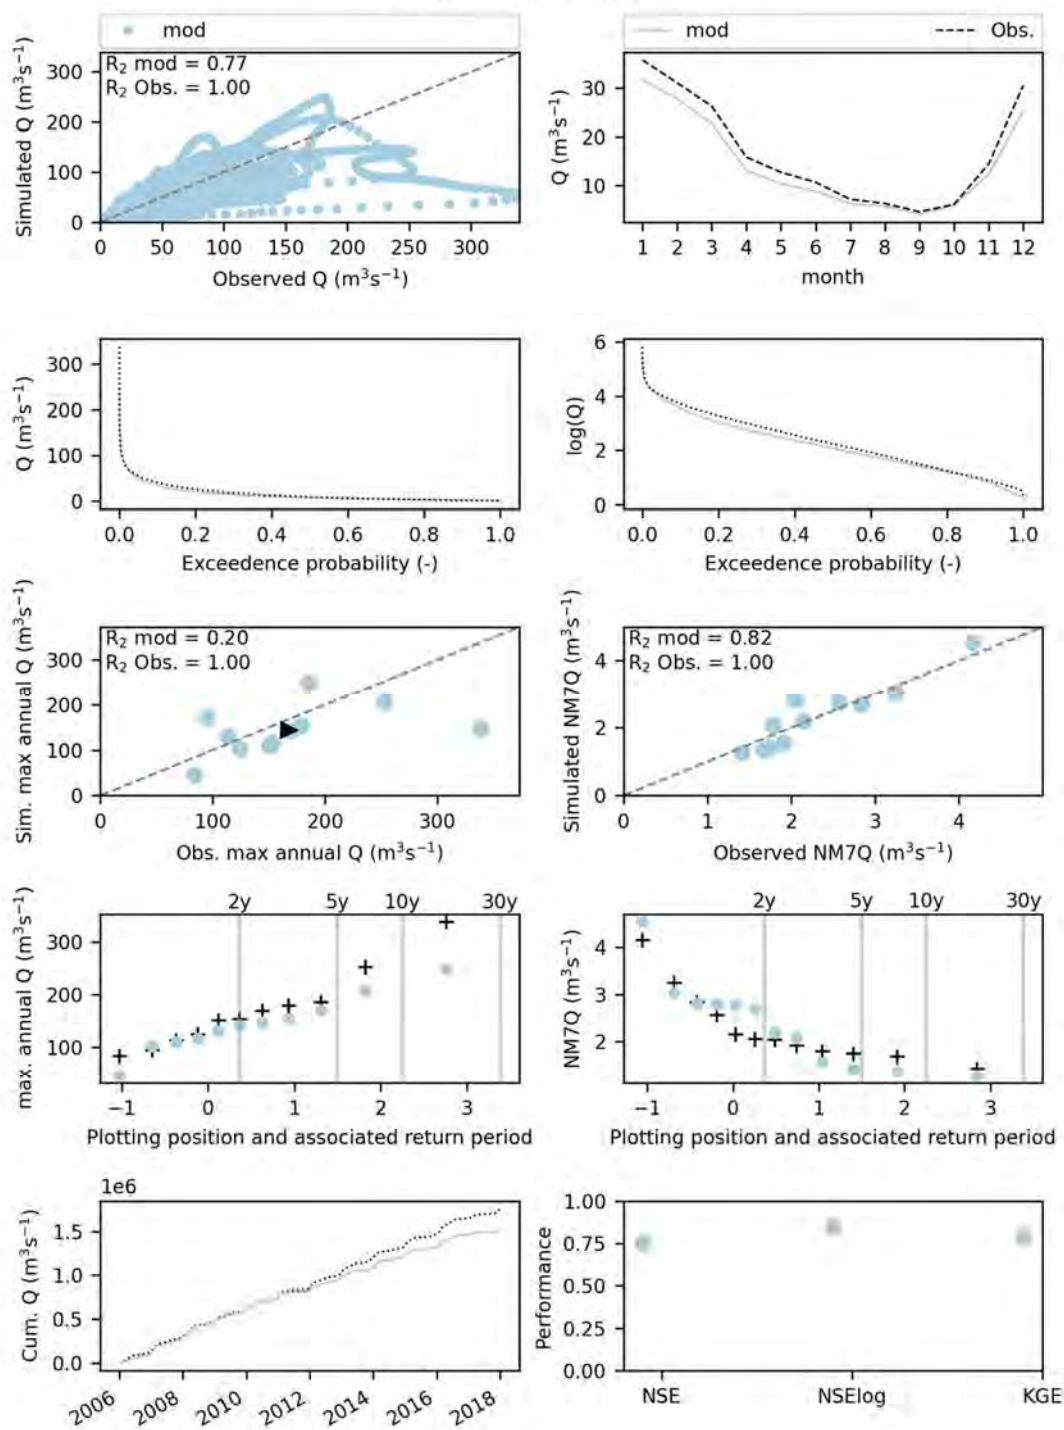 mod
R₂ mod = 0.77
R₂ Obs. = 1.00
Simulated Q (m³s⁻¹)
300
200
100
0
0 50 100 150 200 250 300
Observed Q (m³s⁻¹)
mod Obs.
Q (m³s⁻¹)
30
20
10
1 2 3 4 5 6 7 8 9 10 11 12
month
Q (m³s⁻¹)
300
200
100
0
0.0 0.2 0.4 0.6 0.8 1.0
Exceedence probability (-)
log(Q)
6
4
2
0
0.0 0.2 0.4 0.6 0.8 1.0
Exceedence probability (-)
R₂ mod = 0.20
R₂ Obs. = 1.00
Sim. max annual Q (m³s⁻¹)
300
200
100
0
0 100 200 300
Obs. max annual Q (m³s⁻¹)
R₂ mod = 0.82
R₂ Obs. = 1.00
Simulated NM7Q (m³s⁻¹)
4
2
0
0 1 2 3 4
Observed NM7Q (m³s⁻¹)
2y 5y 10y 30y
max. annual Q (m³s⁻¹)
300
200
100
−1 0 1 2 3
Plotting position and associated return period
2y 5y 10y 30y
NM7Q (m³s⁻¹)
4
3
2
−1 0 1 2 3
Plotting position and associated return period
1e6
Cum. Q (m³s⁻¹)
1.5
1.0
0.5
0.0
2006 2008 2010 2012 2014 2016 2018
Performance
1.00
0.75
0.50
0.25
0.00
NSE NSElog KGE